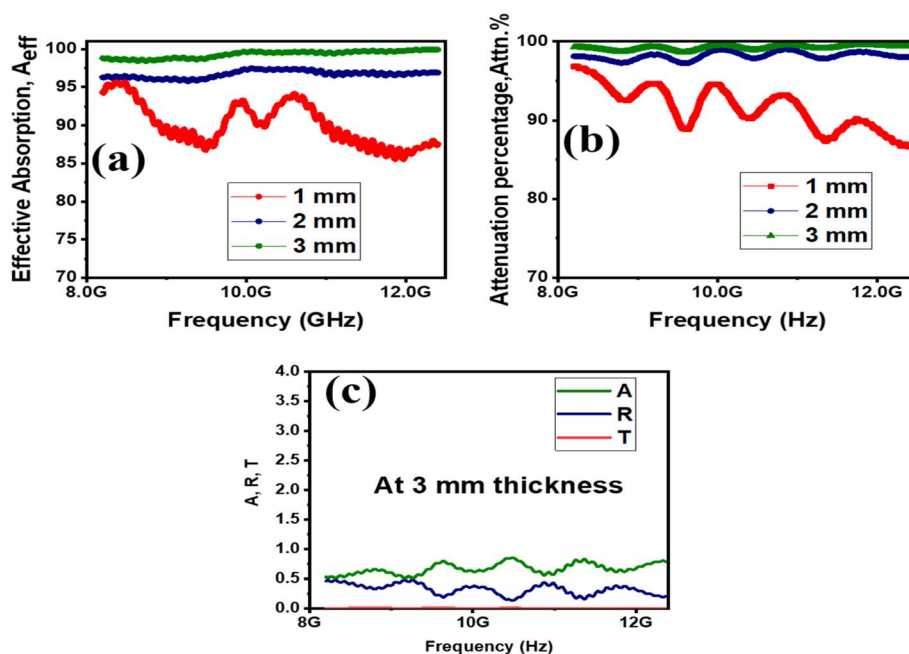 Effective Absorption, A_eff
100
95
90
85
80
75
70
(a)
1 mm
2 mm
3 mm
8.0G 10.0G 12.0G
Frequency (GHz)
Attenuation percentage,Attn.%
100
90
80
70
(b)
1 mm
2 mm
3 mm
8.0G 10.0G 12.0G
Frequency (Hz)
A, R, T
4.0
3.5
3.0
2.5
2.0
1.5
1.0
0.5
0.0
(c)
A
R
T
At 3 mm thickness
8G 10G 12G
Frequency (Hz)